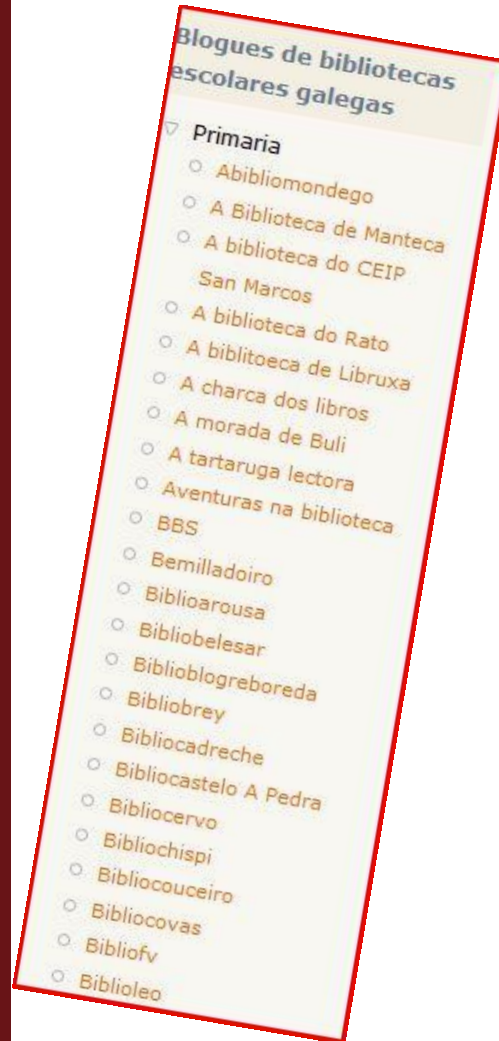 Blogues de bibliotecas
escolares galegas
Primaria
Abibliomondego
A Biblioteca de Manteca
A biblioteca do CEIP
San Marcos
A biblioteca do Rato
A biblitoeca de Libruxa
A charca dos libros
A morada de Buli
A tartaruga lectora
Aventuras na biblioteca
BBS
Bemilladoiro
Biblioarousa
Bibliobelesar
Biblioblogreboreda
Bibliobrey
Bibliocadreche
Bibliocastelo A Pedra
Bibliocervo
Bibliochispi
Bibliocouceiro
Bibliocovas
Bibliofv
Biblioleo